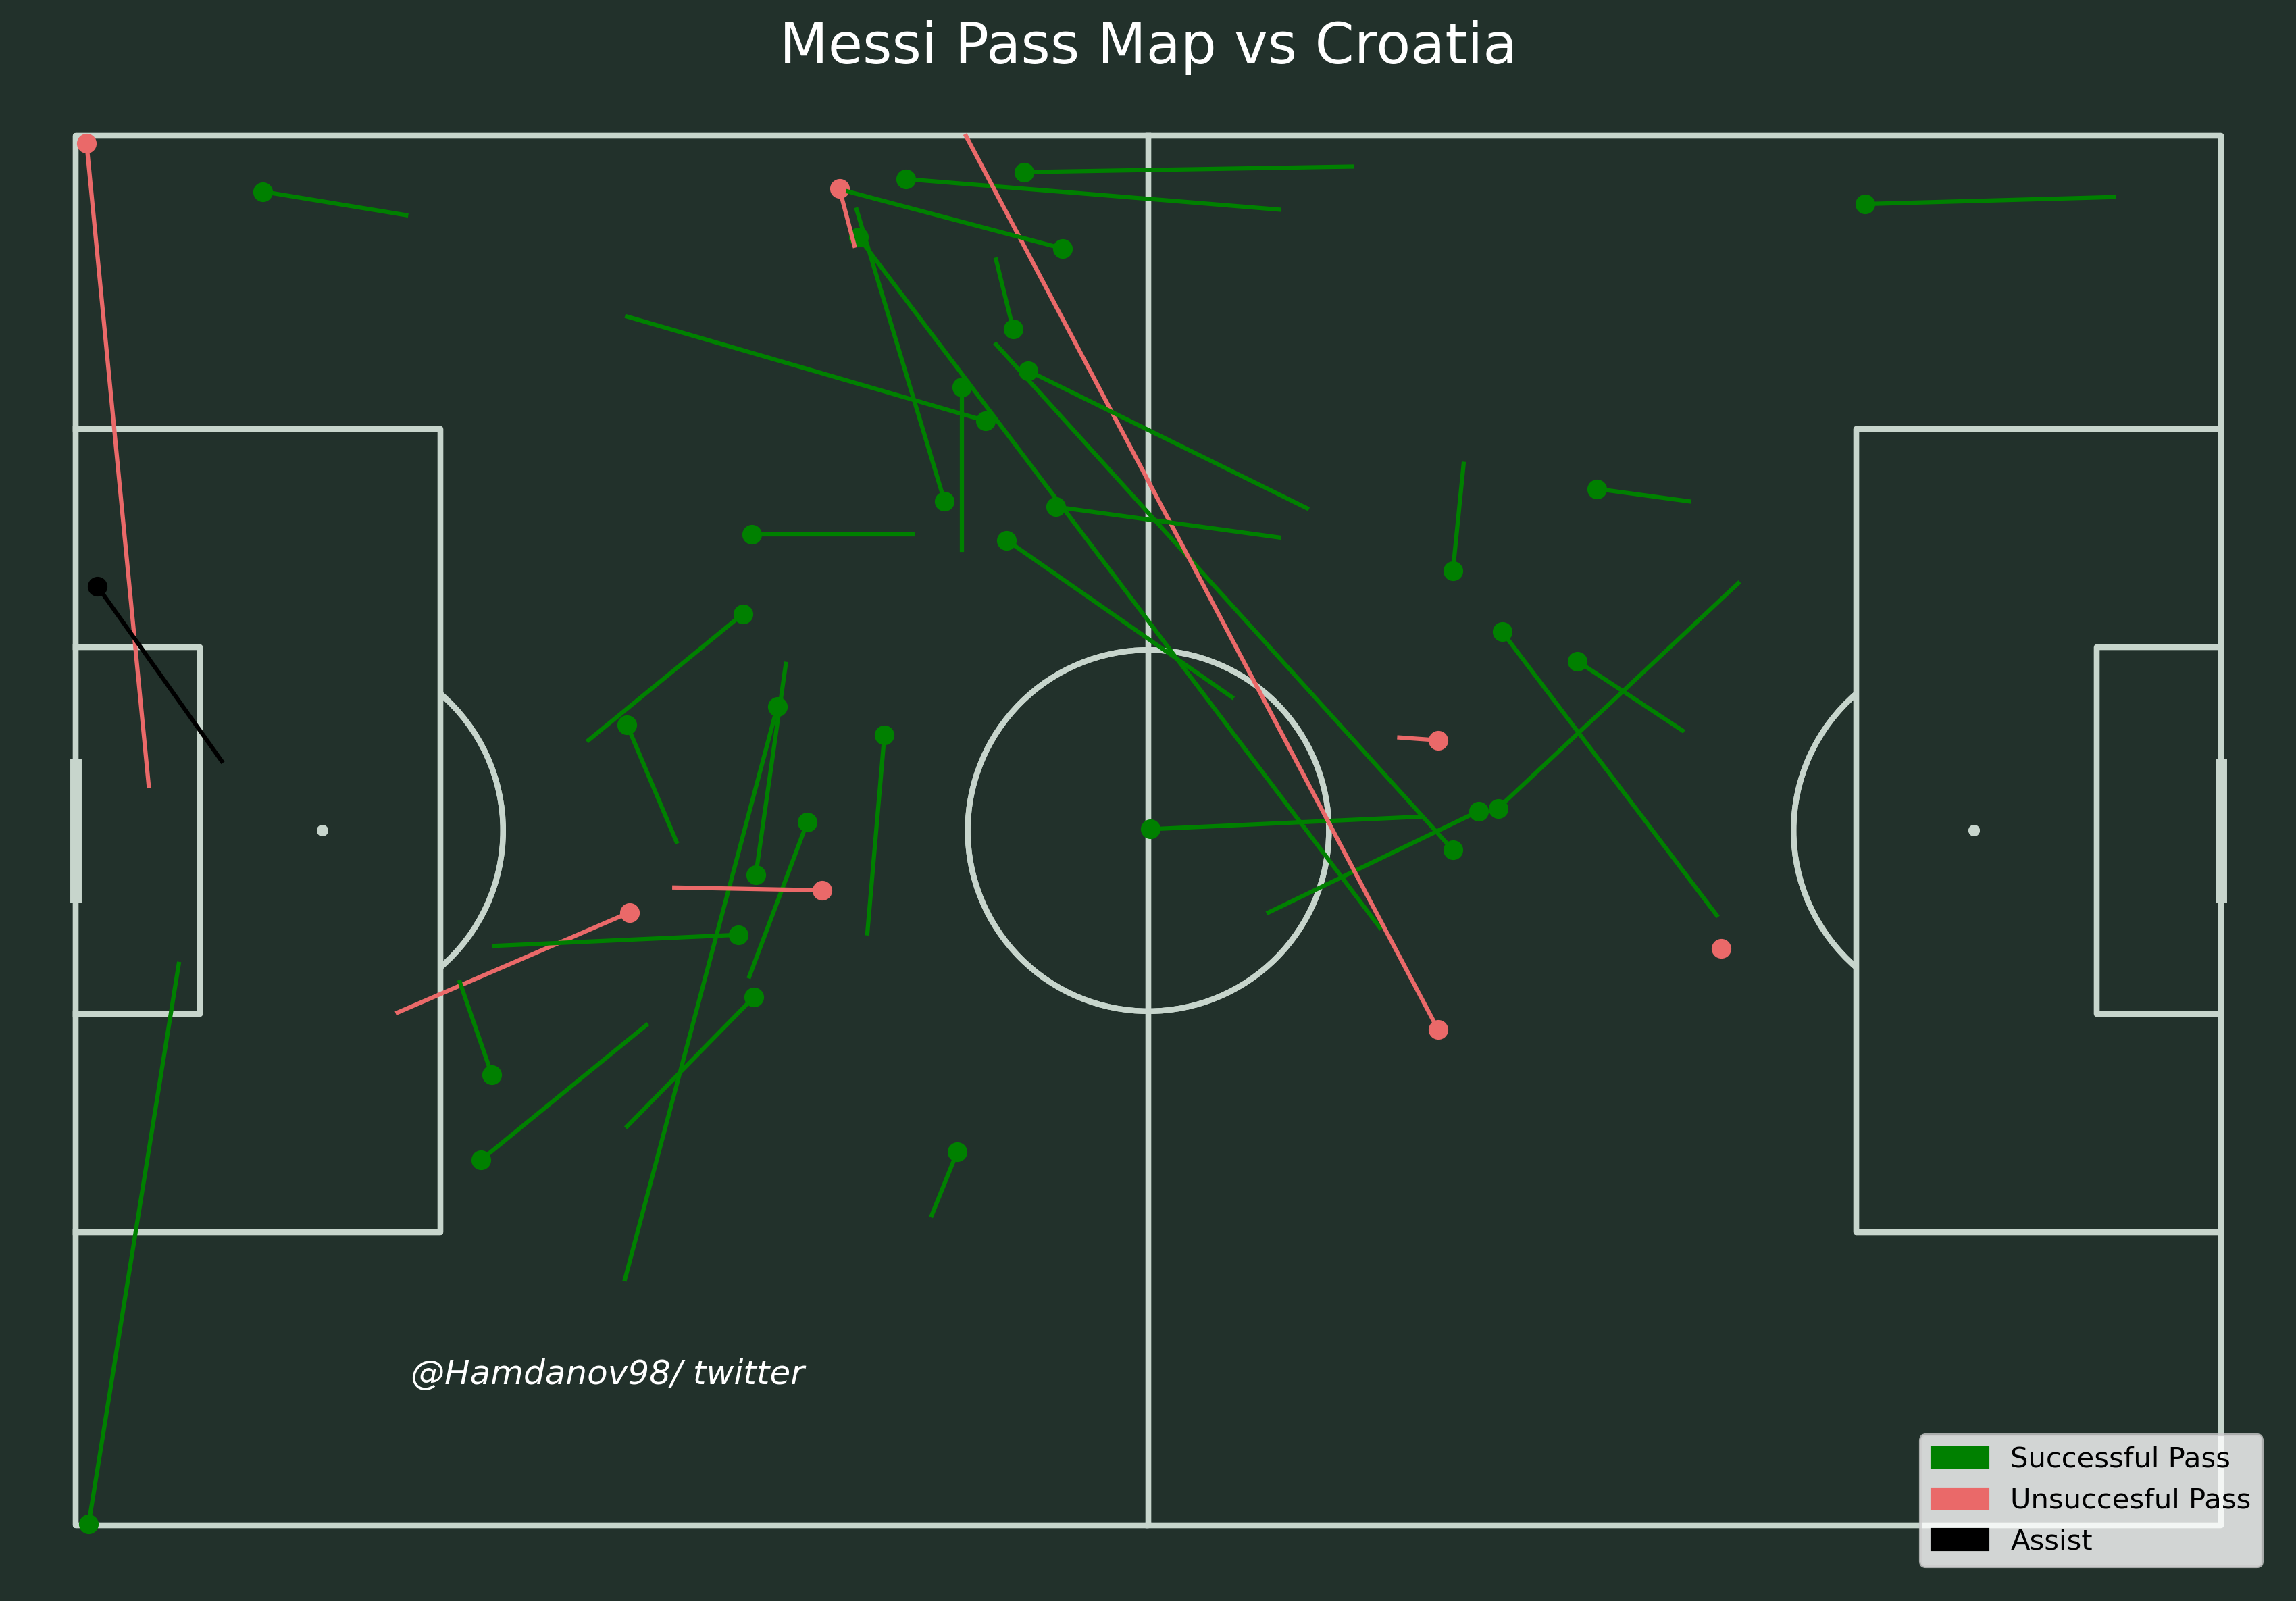 Messi Pass Map vs Croatia
@Hamdanov98/ twitter
Successful Pass
Unsuccesful Pass
Assist